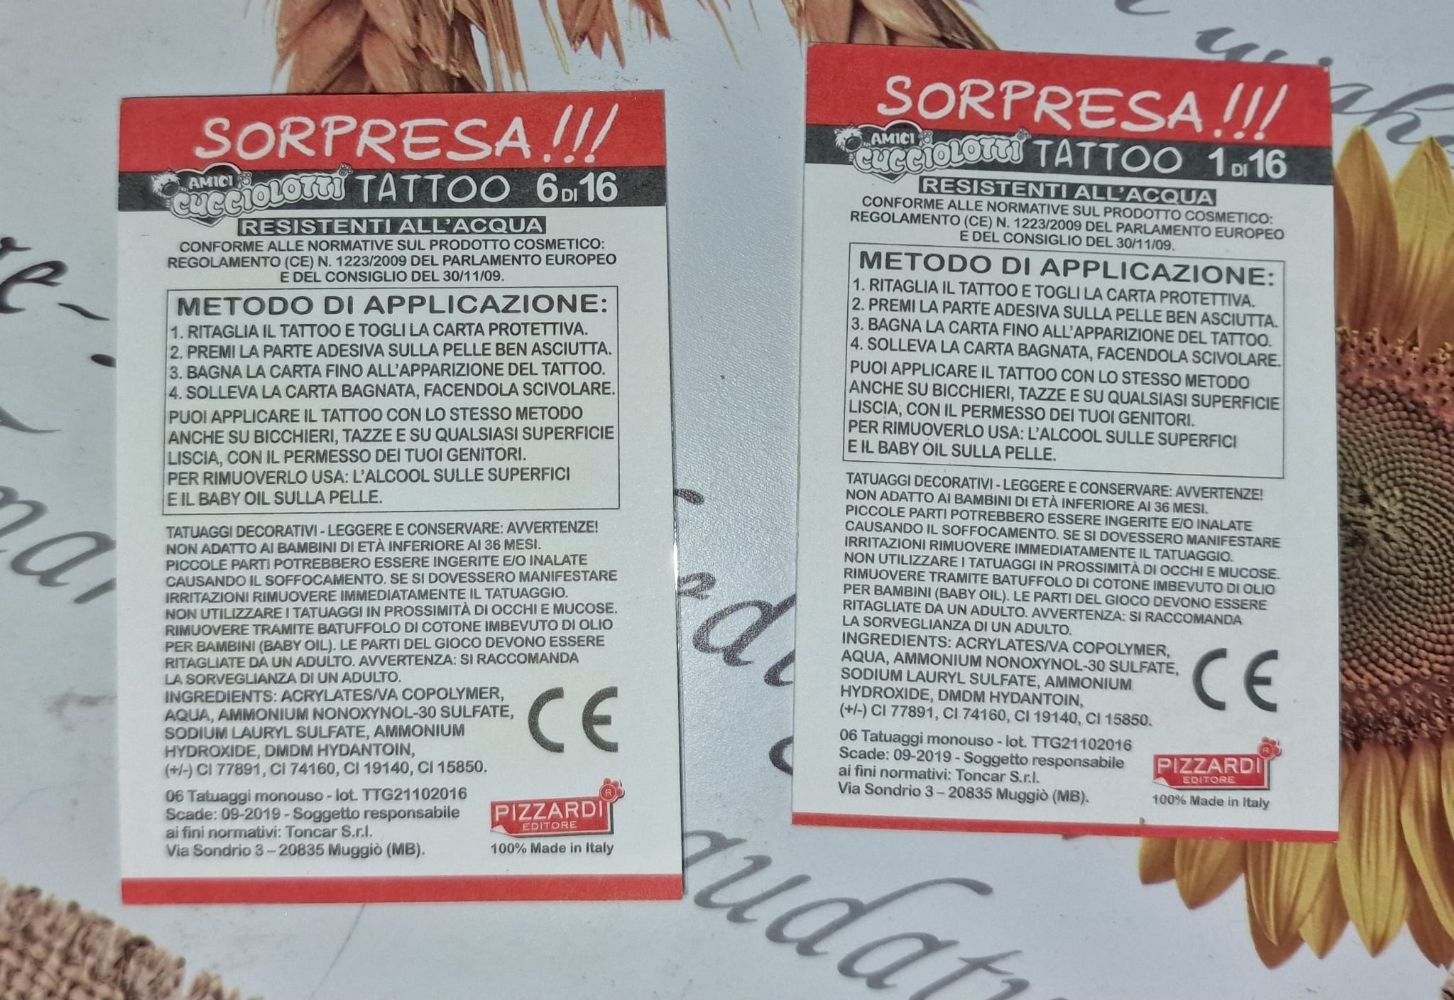 SORPRESA!!!
AMICI
CUCCIOLOTTI TATTOO 6 DI 16
RESISTENTI ALL'ACQUA
CONFORME ALLE NORMATIVE SUL PRODOTTO COSMETICO:
REGOLAMENTO (CE) N. 1223/2009 DEL PARLAMENTO EUROPEO
E DEL CONSIGLIO DEL 30/11/09.
METODO DI APPLICAZIONE:
1. RITAGLIA IL TATTOO E TOGLI LA CARTA PROTETTIVA.
2. PREMI LA PARTE ADESIVA SULLA PELLE BEN ASCIUTTA.
3. BAGNA LA CARTA FINO ALL'APPARIZIONE DEL TATTOO.
4. SOLLEVA LA CARTA BAGNATA, FACENDOLA SCIVOLARE.
PUOI APPLICARE IL TATTOO CON LO STESSO METODO
ANCHE SU BICCHIERI, TAZZE E SU QUALSIASI SUPERFICIE
LISCIA, CON IL PERMESSO DEI TUOI GENITORI.
PER RIMUOVERLO USA: L'ALCOOL SULLE SUPERFICI
E IL BABY OIL SULLA PELLE.
TATUAGGI DECORATIVI - LEGGERE E CONSERVARE: AVVERTENZE!
NON ADATTO AI BAMBINI DI ETÀ INFERIORE AI 36 MESI.
PICCOLE PARTI POTREBBERO ESSERE INGERITE E/O INALATE
CAUSANDO IL SOFFOCAMENTO. SE SI DOVESSERO MANIFESTARE
IRRITAZIONI RIMUOVERE IMMEDIATAMENTE IL TATUAGGIO.
NON UTILIZZARE I TATUAGGI IN PROSSIMITÀ DI OCCHI E MUCOSE.
RIMUOVERE TRAMITE BATUFFOLO DI COTONE IMBEVUTO DI OLIO
PER BAMBINI (BABY OIL). LE PARTI DEL GIOCO DEVONO ESSERE
RITAGLIATE DA UN ADULTO. AVVERTENZA: SI RACCOMANDA
LA SORVEGLIANZA DI UN ADULTO.
INGREDIENTS: ACRYLATES/VA COPOLYMER,
AQUA, AMMONIUM NONOXYNOL-30 SULFATE,
SODIUM LAURYL SULFATE, AMMONIUM
HYDROXIDE, DMDM HYDANTOIN,
(+/-) CI 77891, CI 74160, CI 19140, CI 15850.
CE
06 Tatuaggi monouso - lot. TTG21102016
Scade: 09-2019 - Soggetto responsabile
ai fini normativi: Toncar S.r.l.
Via Sondrio 3 – 20835 Muggiò (MB).
PIZZARDI ®
EDITORE
100% Made in Italy
SORPRESA!!!
AMICI
CUCCIOLOTTI TATTOO 1 DI 16
RESISTENTI ALL'ACQUA
CONFORME ALLE NORMATIVE SUL PRODOTTO COSMETICO:
REGOLAMENTO (CE) N. 1223/2009 DEL PARLAMENTO EUROPEO
E DEL CONSIGLIO DEL 30/11/09.
METODO DI APPLICAZIONE:
1. RITAGLIA IL TATTOO E TOGLI LA CARTA PROTETTIVA.
2. PREMI LA PARTE ADESIVA SULLA PELLE BEN ASCIUTTA.
3. BAGNA LA CARTA FINO ALL'APPARIZIONE DEL TATTOO.
4. SOLLEVA LA CARTA BAGNATA, FACENDOLA SCIVOLARE.
PUOI APPLICARE IL TATTOO CON LO STESSO METODO
ANCHE SU BICCHIERI, TAZZE E SU QUALSIASI SUPERFICIE
LISCIA, CON IL PERMESSO DEI TUOI GENITORI.
PER RIMUOVERLO USA: L'ALCOOL SULLE SUPERFICI
E IL BABY OIL SULLA PELLE.
TATUAGGI DECORATIVI - LEGGERE E CONSERVARE: AVVERTENZE!
NON ADATTO AI BAMBINI DI ETÀ INFERIORE AI 36 MESI.
PICCOLE PARTI POTREBBERO ESSERE INGERITE E/O INALATE
CAUSANDO IL SOFFOCAMENTO. SE SI DOVESSERO MANIFESTARE
IRRITAZIONI RIMUOVERE IMMEDIATAMENTE IL TATUAGGIO.
NON UTILIZZARE I TATUAGGI IN PROSSIMITÀ DI OCCHI E MUCOSE.
RIMUOVERE TRAMITE BATUFFOLO DI COTONE IMBEVUTO DI OLIO
PER BAMBINI (BABY OIL). LE PARTI DEL GIOCO DEVONO ESSERE
RITAGLIATE DA UN ADULTO. AVVERTENZA: SI RACCOMANDA
LA SORVEGLIANZA DI UN ADULTO.
INGREDIENTS: ACRYLATES/VA COPOLYMER,
AQUA, AMMONIUM NONOXYNOL-30 SULFATE,
SODIUM LAURYL SULFATE, AMMONIUM
HYDROXIDE, DMDM HYDANTOIN,
(+/-) CI 77891, CI 74160, CI 19140, CI 15850.
CE
06 Tatuaggi monouso - lot. TTG21102016
Scade: 09-2019 - Soggetto responsabile
ai fini normativi: Toncar S.r.l.
Via Sondrio 3 – 20835 Muggiò (MB).
PIZZARDI ®
EDITORE
100% Made in Italy